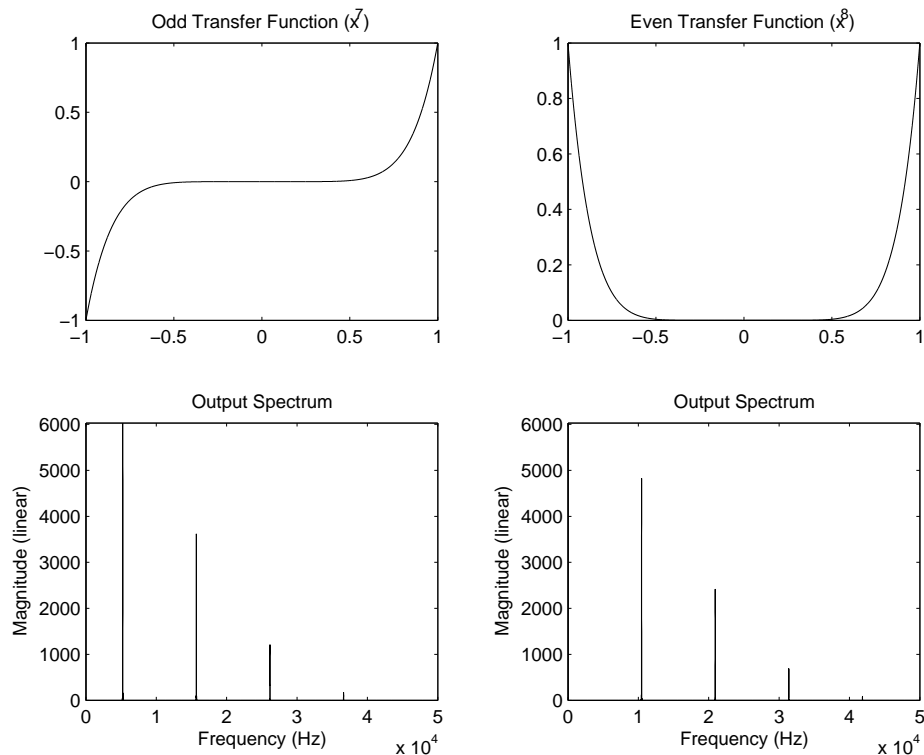 Odd Transfer Function (x^7)
1
0.5
0
−0.5
−1
−1 −0.5 0 0.5 1
Even Transfer Function (x^8)
1
0.8
0.6
0.4
0.2
0
−1 −0.5 0 0.5 1
Output Spectrum
6000
5000
4000
3000
2000
1000
0
Magnitude (linear)
0 1 2 3 4 5
Frequency (Hz)
x 10^4
Output Spectrum
6000
5000
4000
3000
2000
1000
0
Magnitude (linear)
0 1 2 3 4 5
Frequency (Hz)
x 10^4